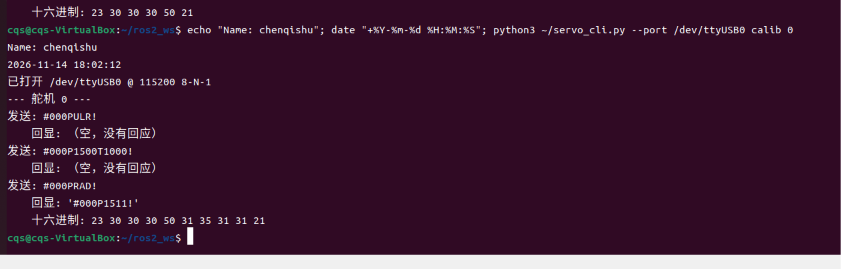 十六进制: 23 30 30 30 50 21
cqs@cqs-VirtualBox:~/ros2_ws$ echo "Name: chenqishu"; date "+%Y-%m-%d %H:%M:%S"; python3 ~/servo_cli.py --port /dev/ttyUSB0 calib 0
Name: chenqishu
2026-11-14 18:02:12
已打开 /dev/ttyUSB0 @ 115200 8-N-1
--- 舵机 0 ---
发送: #000PULR!
回显: （空，没有回应）
发送: #000P1500T1000!
回显: （空，没有回应）
发送: #000PRAD!
回显: '#000P1511!'
十六进制: 23 30 30 30 50 31 35 31 31 21
cqs@cqs-VirtualBox:~/ros2_ws$